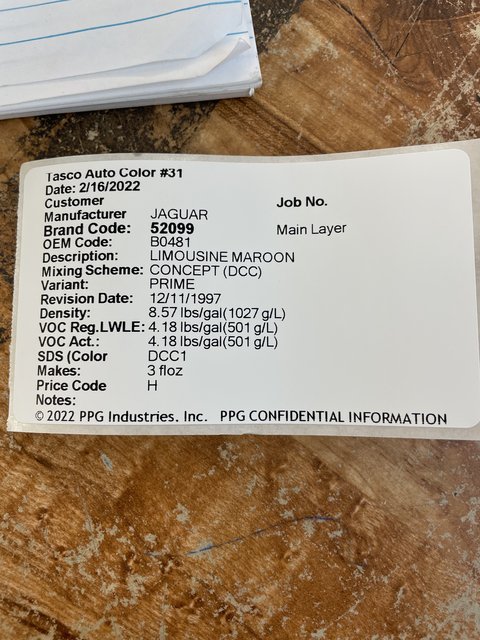 Tasco Auto Color #31
Date: 2/16/2022
Customer Job No.
Manufacturer JAGUAR
Brand Code: 52099 Main Layer
OEM Code: B0481
Description: LIMOUSINE MAROON
Mixing Scheme: CONCEPT (DCC)
Variant: PRIME
Revision Date: 12/11/1997
Density: 8.57 lbs/gal(1027 g/L)
VOC Reg.LWLE: 4.18 lbs/gal(501 g/L)
VOC Act.: 4.18 lbs/gal(501 g/L)
SDS (Color DCC1
Makes: 3 floz
Price Code H
Notes:
© 2022 PPG Industries, Inc. PPG CONFIDENTIAL INFORMATION